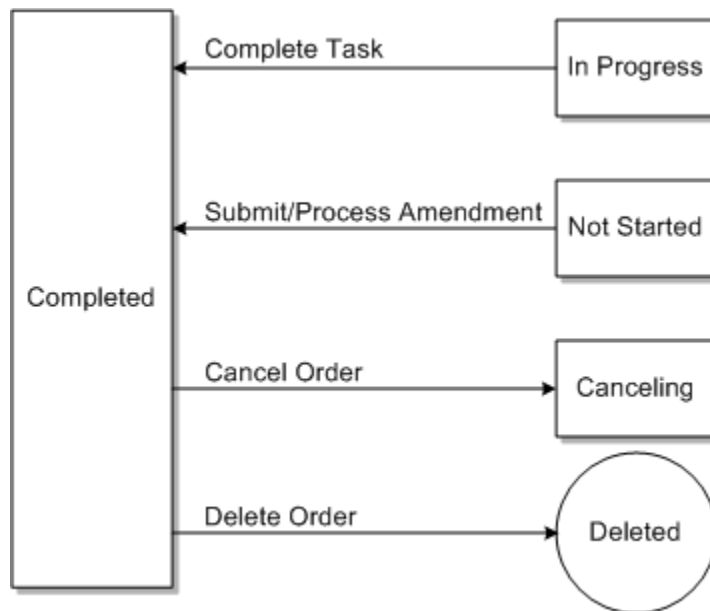 Complete Task
In Progress
Submit/Process Amendment
Not Started
Completed
Cancel Order
Canceling
Delete Order
Deleted